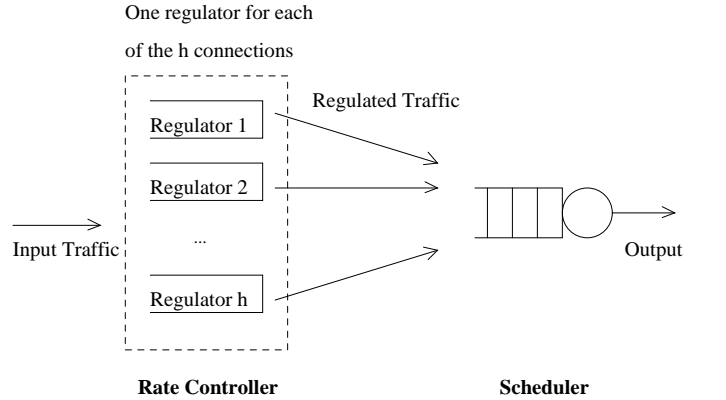 One regulator for each
of the h connections
Regulated Traffic
Regulator 1
Regulator 2
Input Traffic
...
Output
Regulator h
Rate Controller
Scheduler